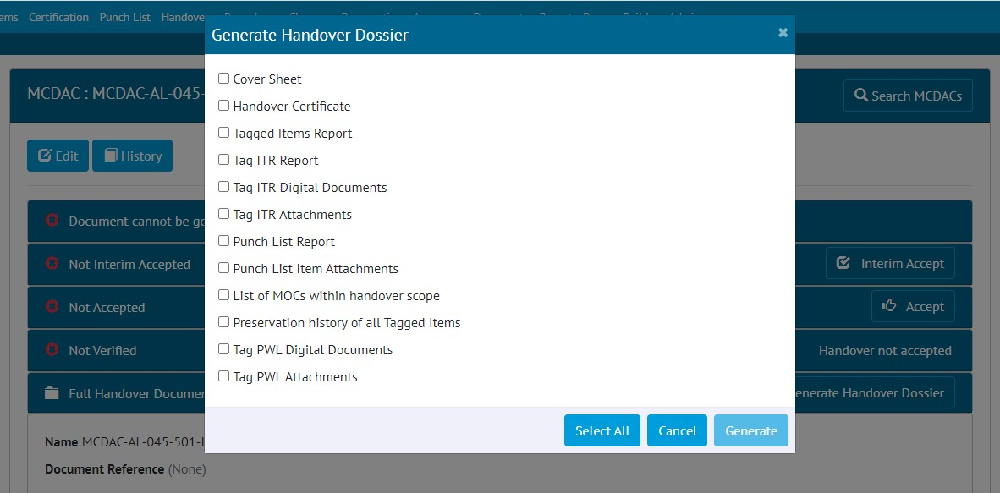 ems Certification Punch List Handove
Generate Handover Dossier
MCDAC : MCDAC-AL-045-
Search MCDACs
Edit History
Cover Sheet
Handover Certificate
Tagged Items Report
Tag ITR Report
Tag ITR Digital Documents
Tag ITR Attachments
Punch List Report
Punch List Item Attachments
List of MOCs within handover scope
Preservation history of all Tagged Items
Tag PWL Digital Documents
Tag PWL Attachments
Select All Cancel Generate
Document cannot be ge
Not Interim Accepted Interim Accept
Not Accepted Accept
Not Verified Handover not accepted
Full Handover Documen enerate Handover Dossier
Name MCDAC-AL-045-501-I
Document Reference (None)